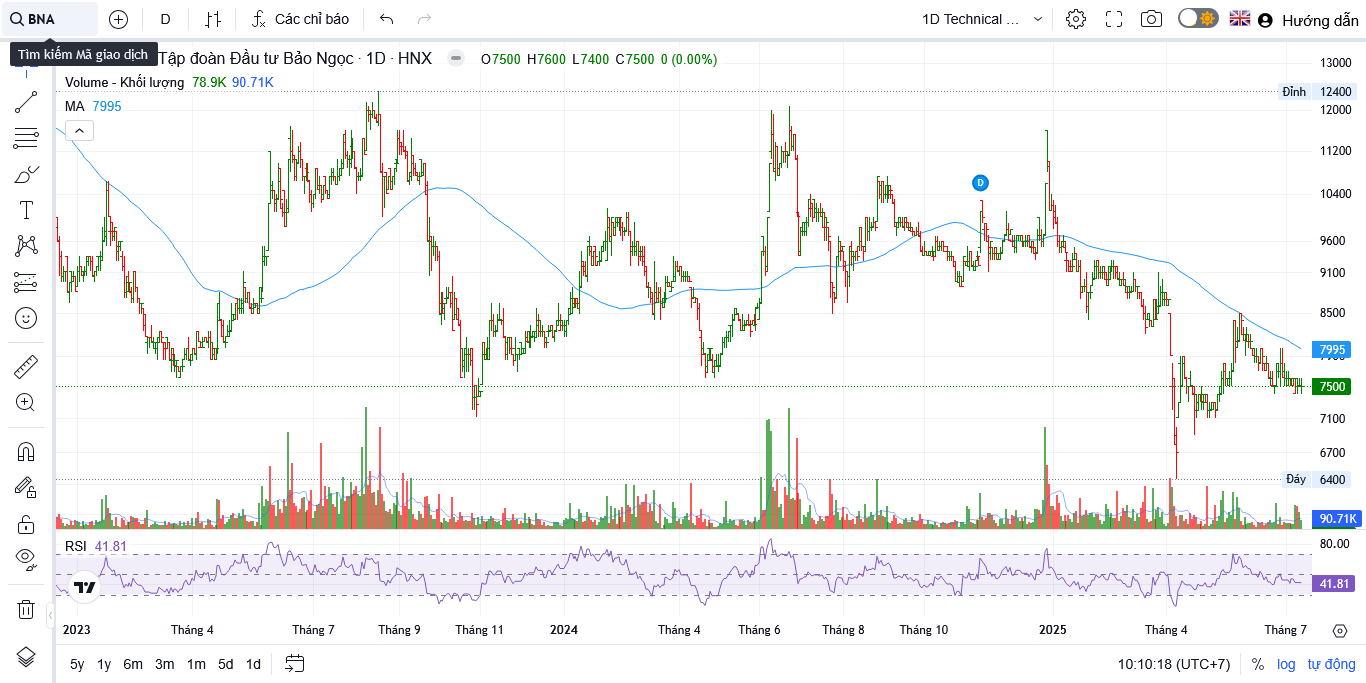 BNA
D
Các chỉ báo
1D Technical ...
Hướng dẫn
Tìm kiếm Mã giao dịch
Tập đoàn Đầu tư Bảo Ngọc · 1D · HNX
O7500 H7600 L7400 C7500 0 (0.00%)
Volume - Khối lượng 78.9K 90.71K
MA 7995
13000
Đỉnh 12400
12000
11200
10400
D
9600
9100
8500
7995
7500
7100
6700
Đáy 6400
90.71K
RSI 41.81
80.00
41.81
2023 Tháng 4 Tháng 7 Tháng 9 Tháng 11 2024 Tháng 4 Tháng 6 Tháng 8 Tháng 10 2025 Tháng 4 Tháng 7
5y 1y 6m 3m 1m 5d 1d
10:10:18 (UTC+7) % log tự động